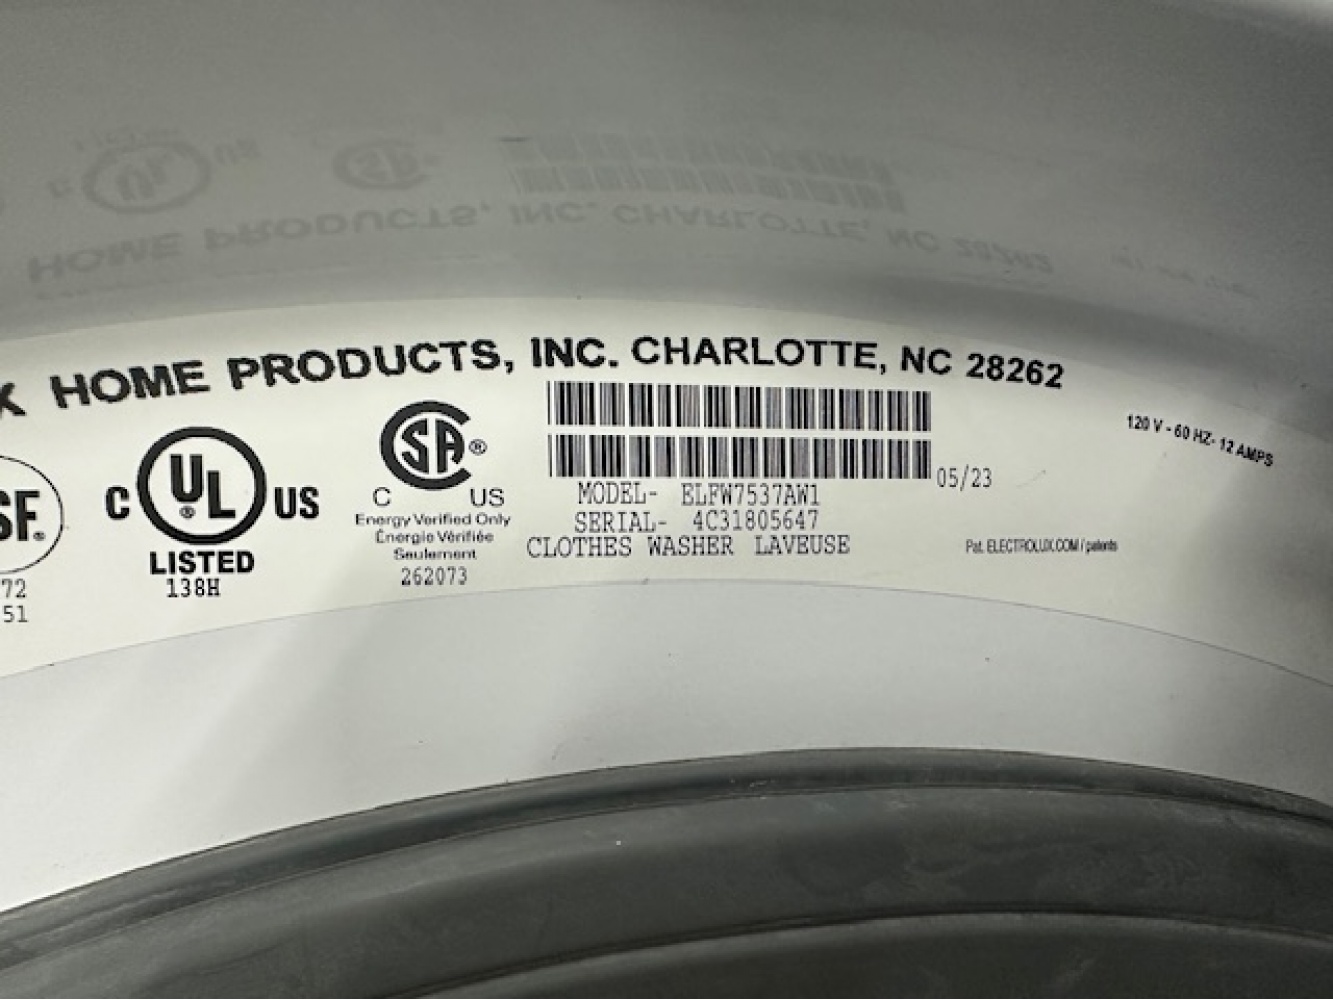 X HOME PRODUCTS, INC. CHARLOTTE, NC 28262
120 V - 60 HZ- 12 AMPS
SF®
C UL® US
LISTED
138H
72
51
SA®
C US
Energy Verified Only
Énergie Vérifiée
Seulement
262073
05/23
MODEL- ELFW7537AW1
SERIAL- 4C31805647
CLOTHES WASHER LAVEUSE
Pat. ELECTROLUX.COM / patents